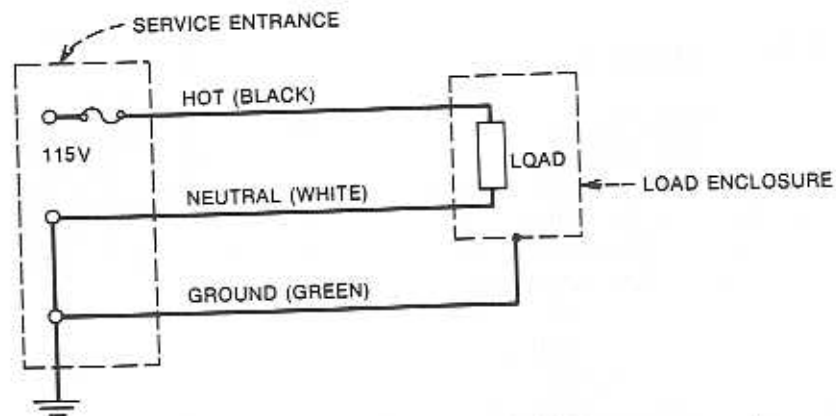 SERVICE ENTRANCE
HOT (BLACK)
115V
LOAD
LOAD ENCLOSURE
NEUTRAL (WHITE)
GROUND (GREEN)